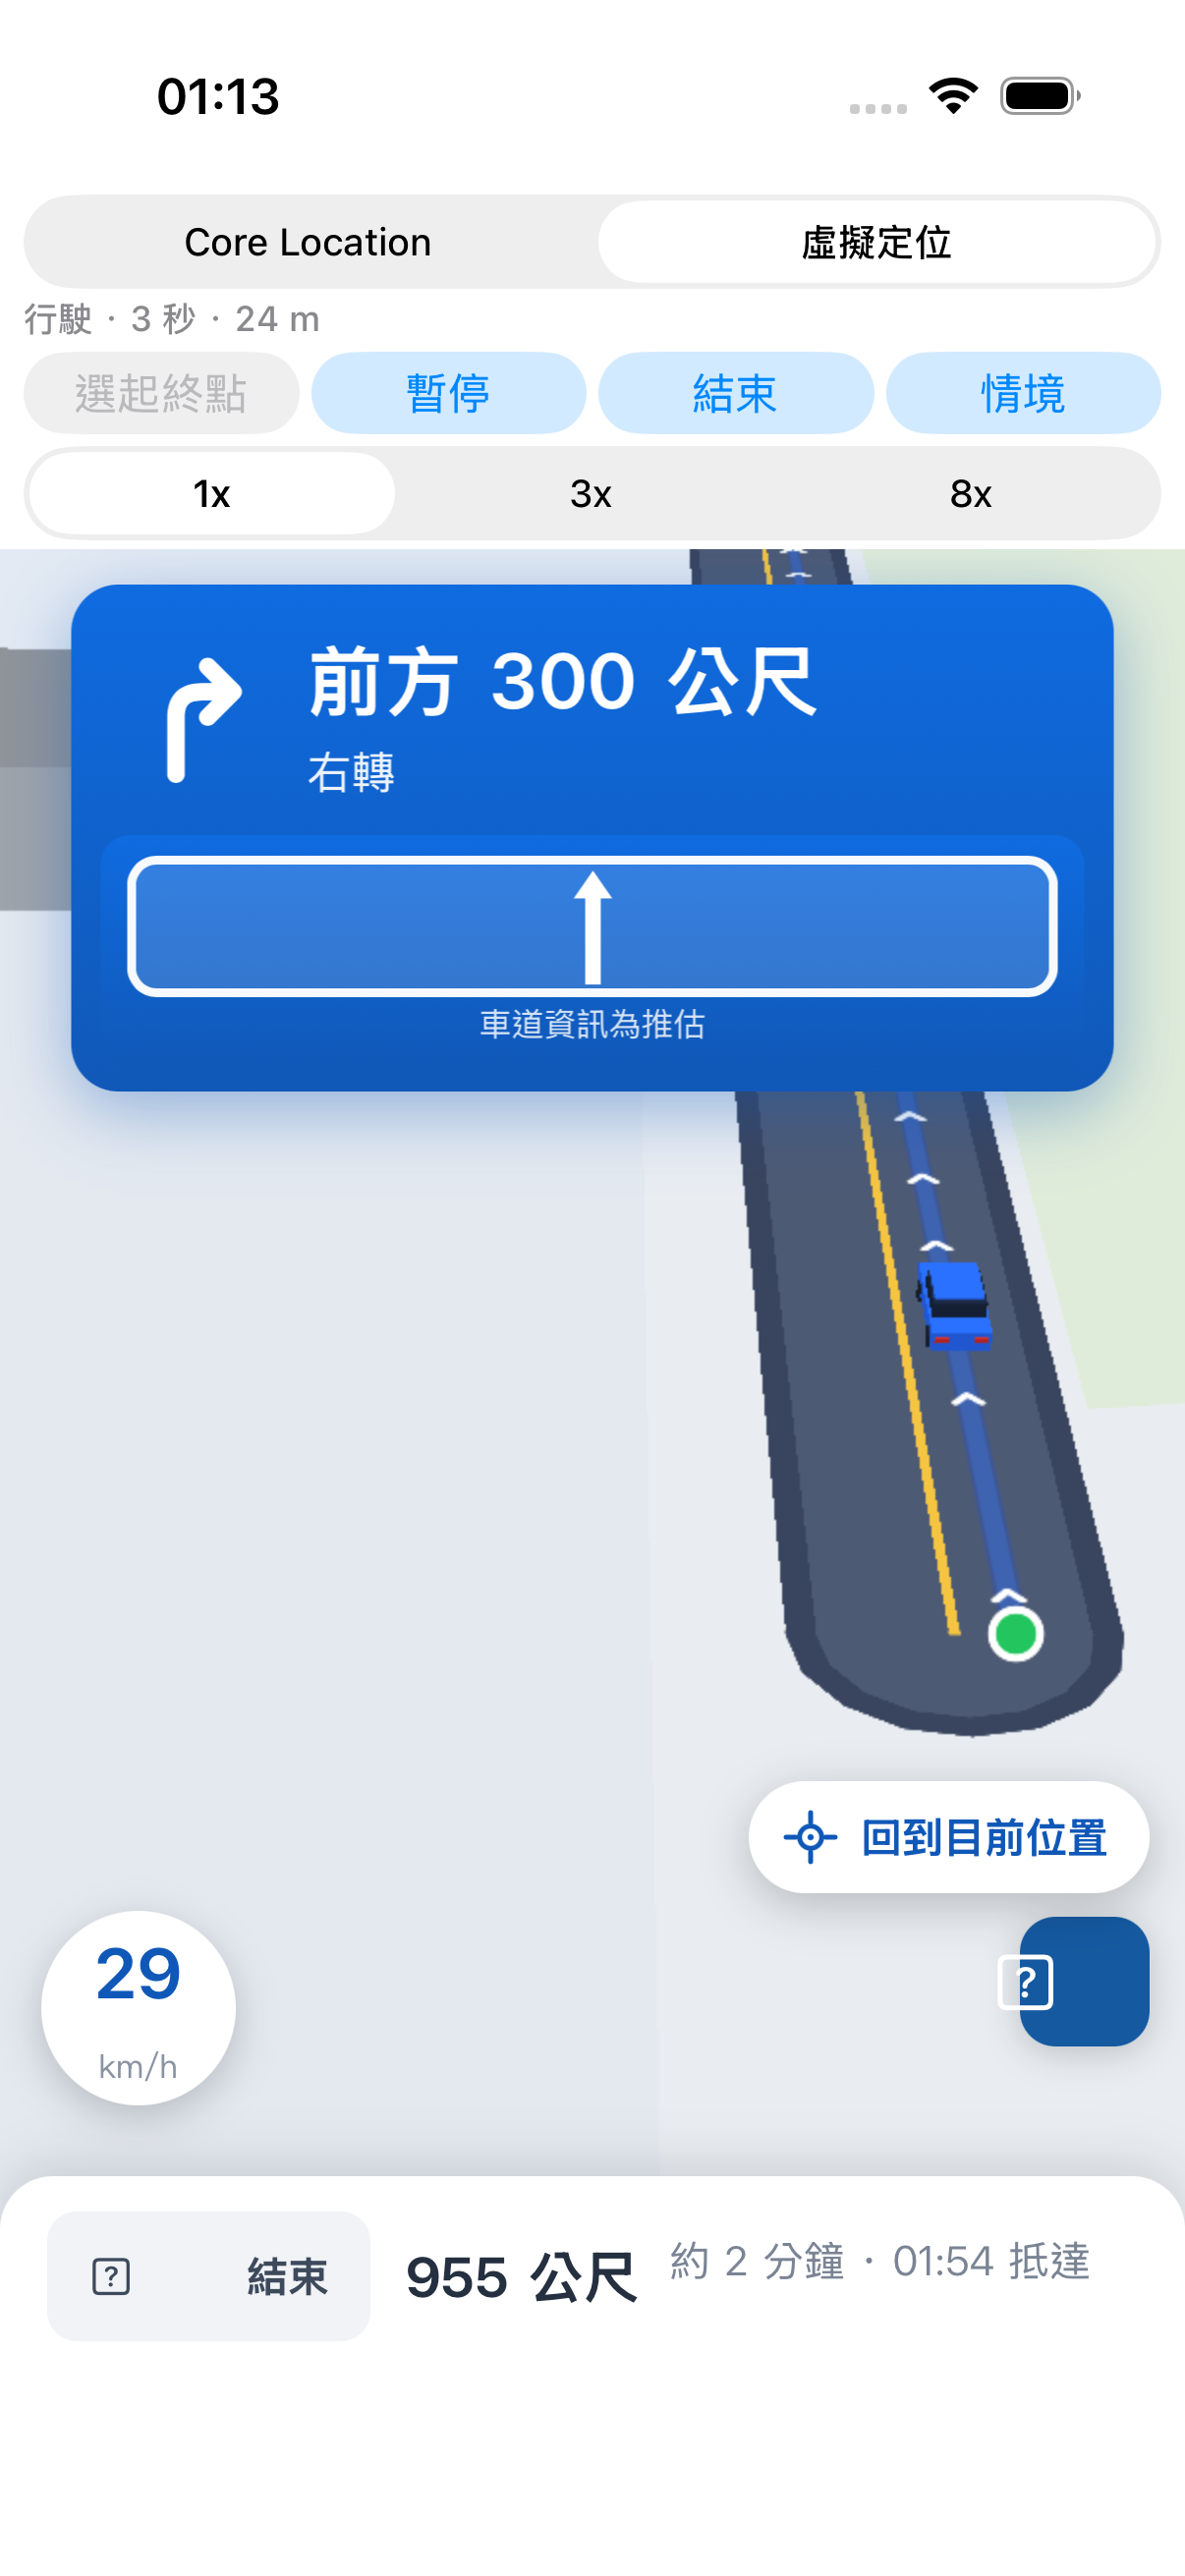 01:13
Core Location
虛擬定位
行駛 · 3 秒 · 24 m
選起終點
暫停
結束
情境
1x
3x
8x
前方 300 公尺
右轉
車道資訊為推估
回到目前位置
?
29
km/h
?
結束
955 公尺
約 2 分鐘 · 01:54 抵達